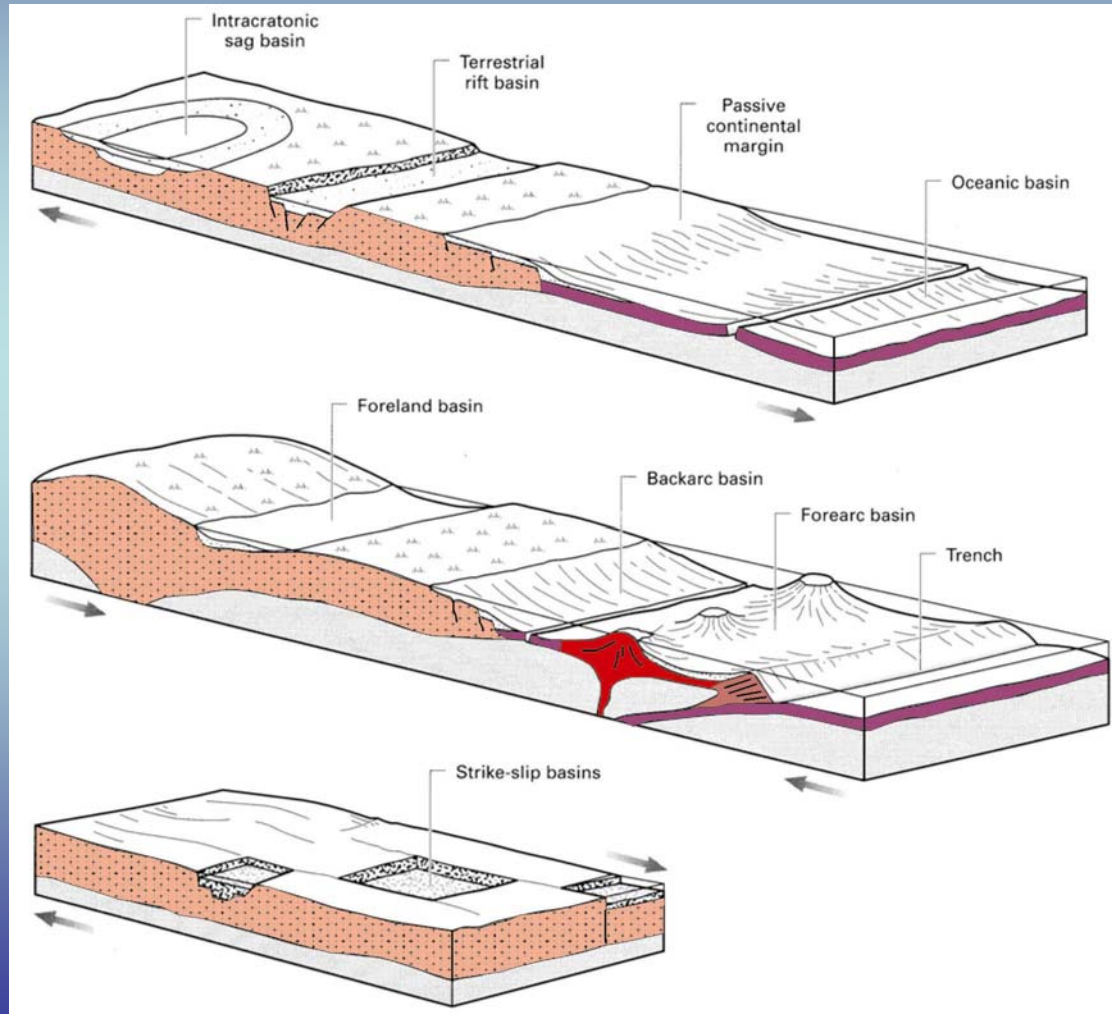 Intracratonic
sag basin
Terrestrial
rift basin
Passive
continental
margin
Oceanic basin
Foreland basin
Backarc basin
Forearc basin
Trench
Strike-slip basins